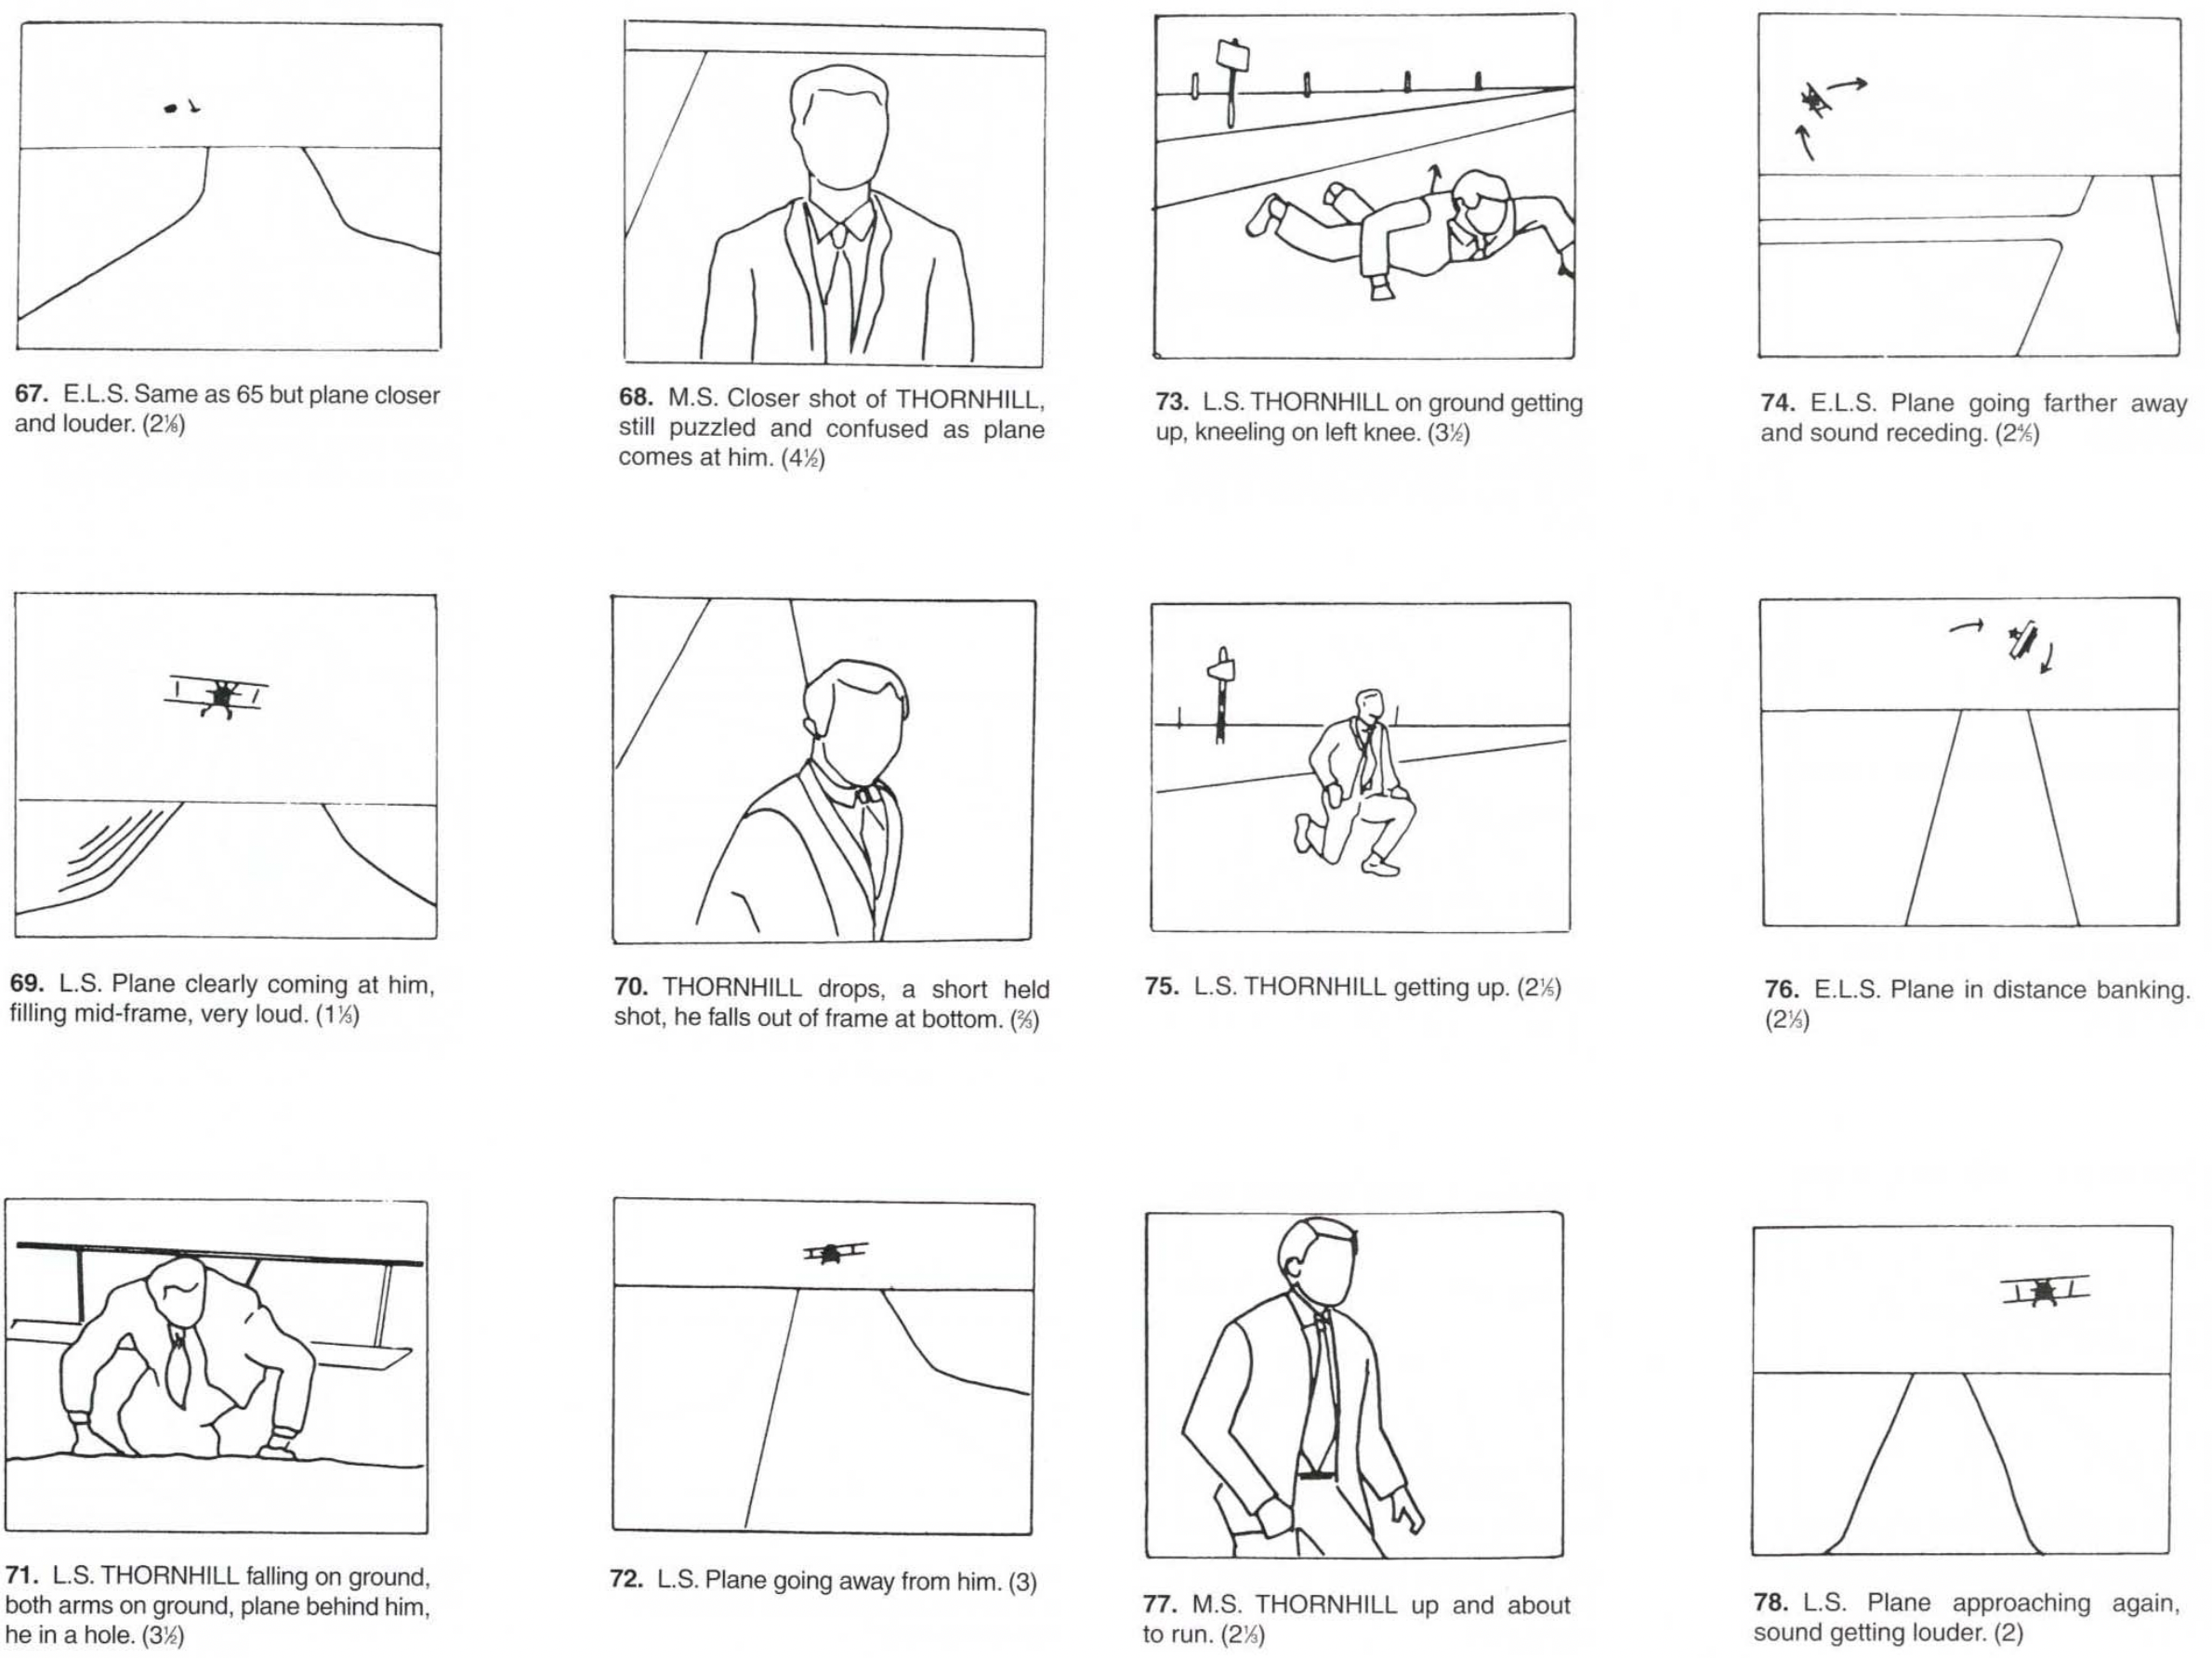 67. E.L.S. Same as 65 but plane closer
and louder. (2⅙)
68. M.S. Closer shot of THORNHILL,
still puzzled and confused as plane
comes at him. (4½)
69. L.S. Plane clearly coming at him,
filling mid-frame, very loud. (1⅓)
70. THORNHILL drops, a short held
shot, he falls out of frame at bottom. (⅔)
71. L.S. THORNHILL falling on ground,
both arms on ground, plane behind him,
he in a hole. (3½)
72. L.S. Plane going away from him. (3)
73. L.S. THORNHILL on ground getting
up, kneeling on left knee. (3½)
74. E.L.S. Plane going farther away
and sound receding. (2⅘)
75. L.S. THORNHILL getting up. (2⅕)
76. E.L.S. Plane in distance banking.
(2⅓)
77. M.S. THORNHILL up and about
to run. (2⅓)
78. L.S. Plane approaching again,
sound getting louder. (2)